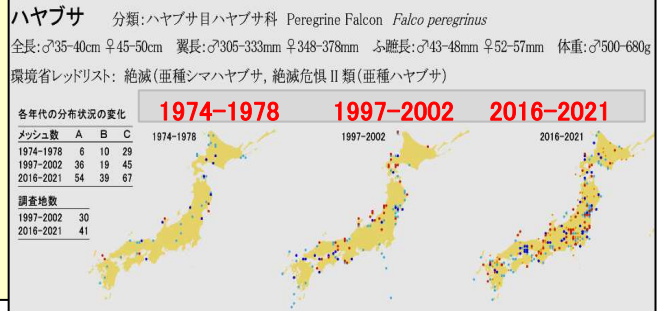 ハヤブサ 分類:ハヤブサ目ハヤブサ科 Peregrine Falcon Falco peregrinus
全長:♂35-40cm ♀45-50cm 翼長:♂305-333mm ♀348-378mm ふ蹠長:♂43-48mm ♀52-57mm 体重:♂500-680g
環境省レッドリスト: 絶滅(亜種シマハヤブサ, 絶滅危惧Ⅱ類(亜種ハヤブサ)
各年代の分布状況の変化
1974-1978 1997-2002 2016-2021
メッシュ数 A B C
1974-1978 6 10 29
1997-2002 36 19 45
2016-2021 54 39 67
調査地数
1997-2002 30
2016-2021 41
1974-1978 1997-2002 2016-2021